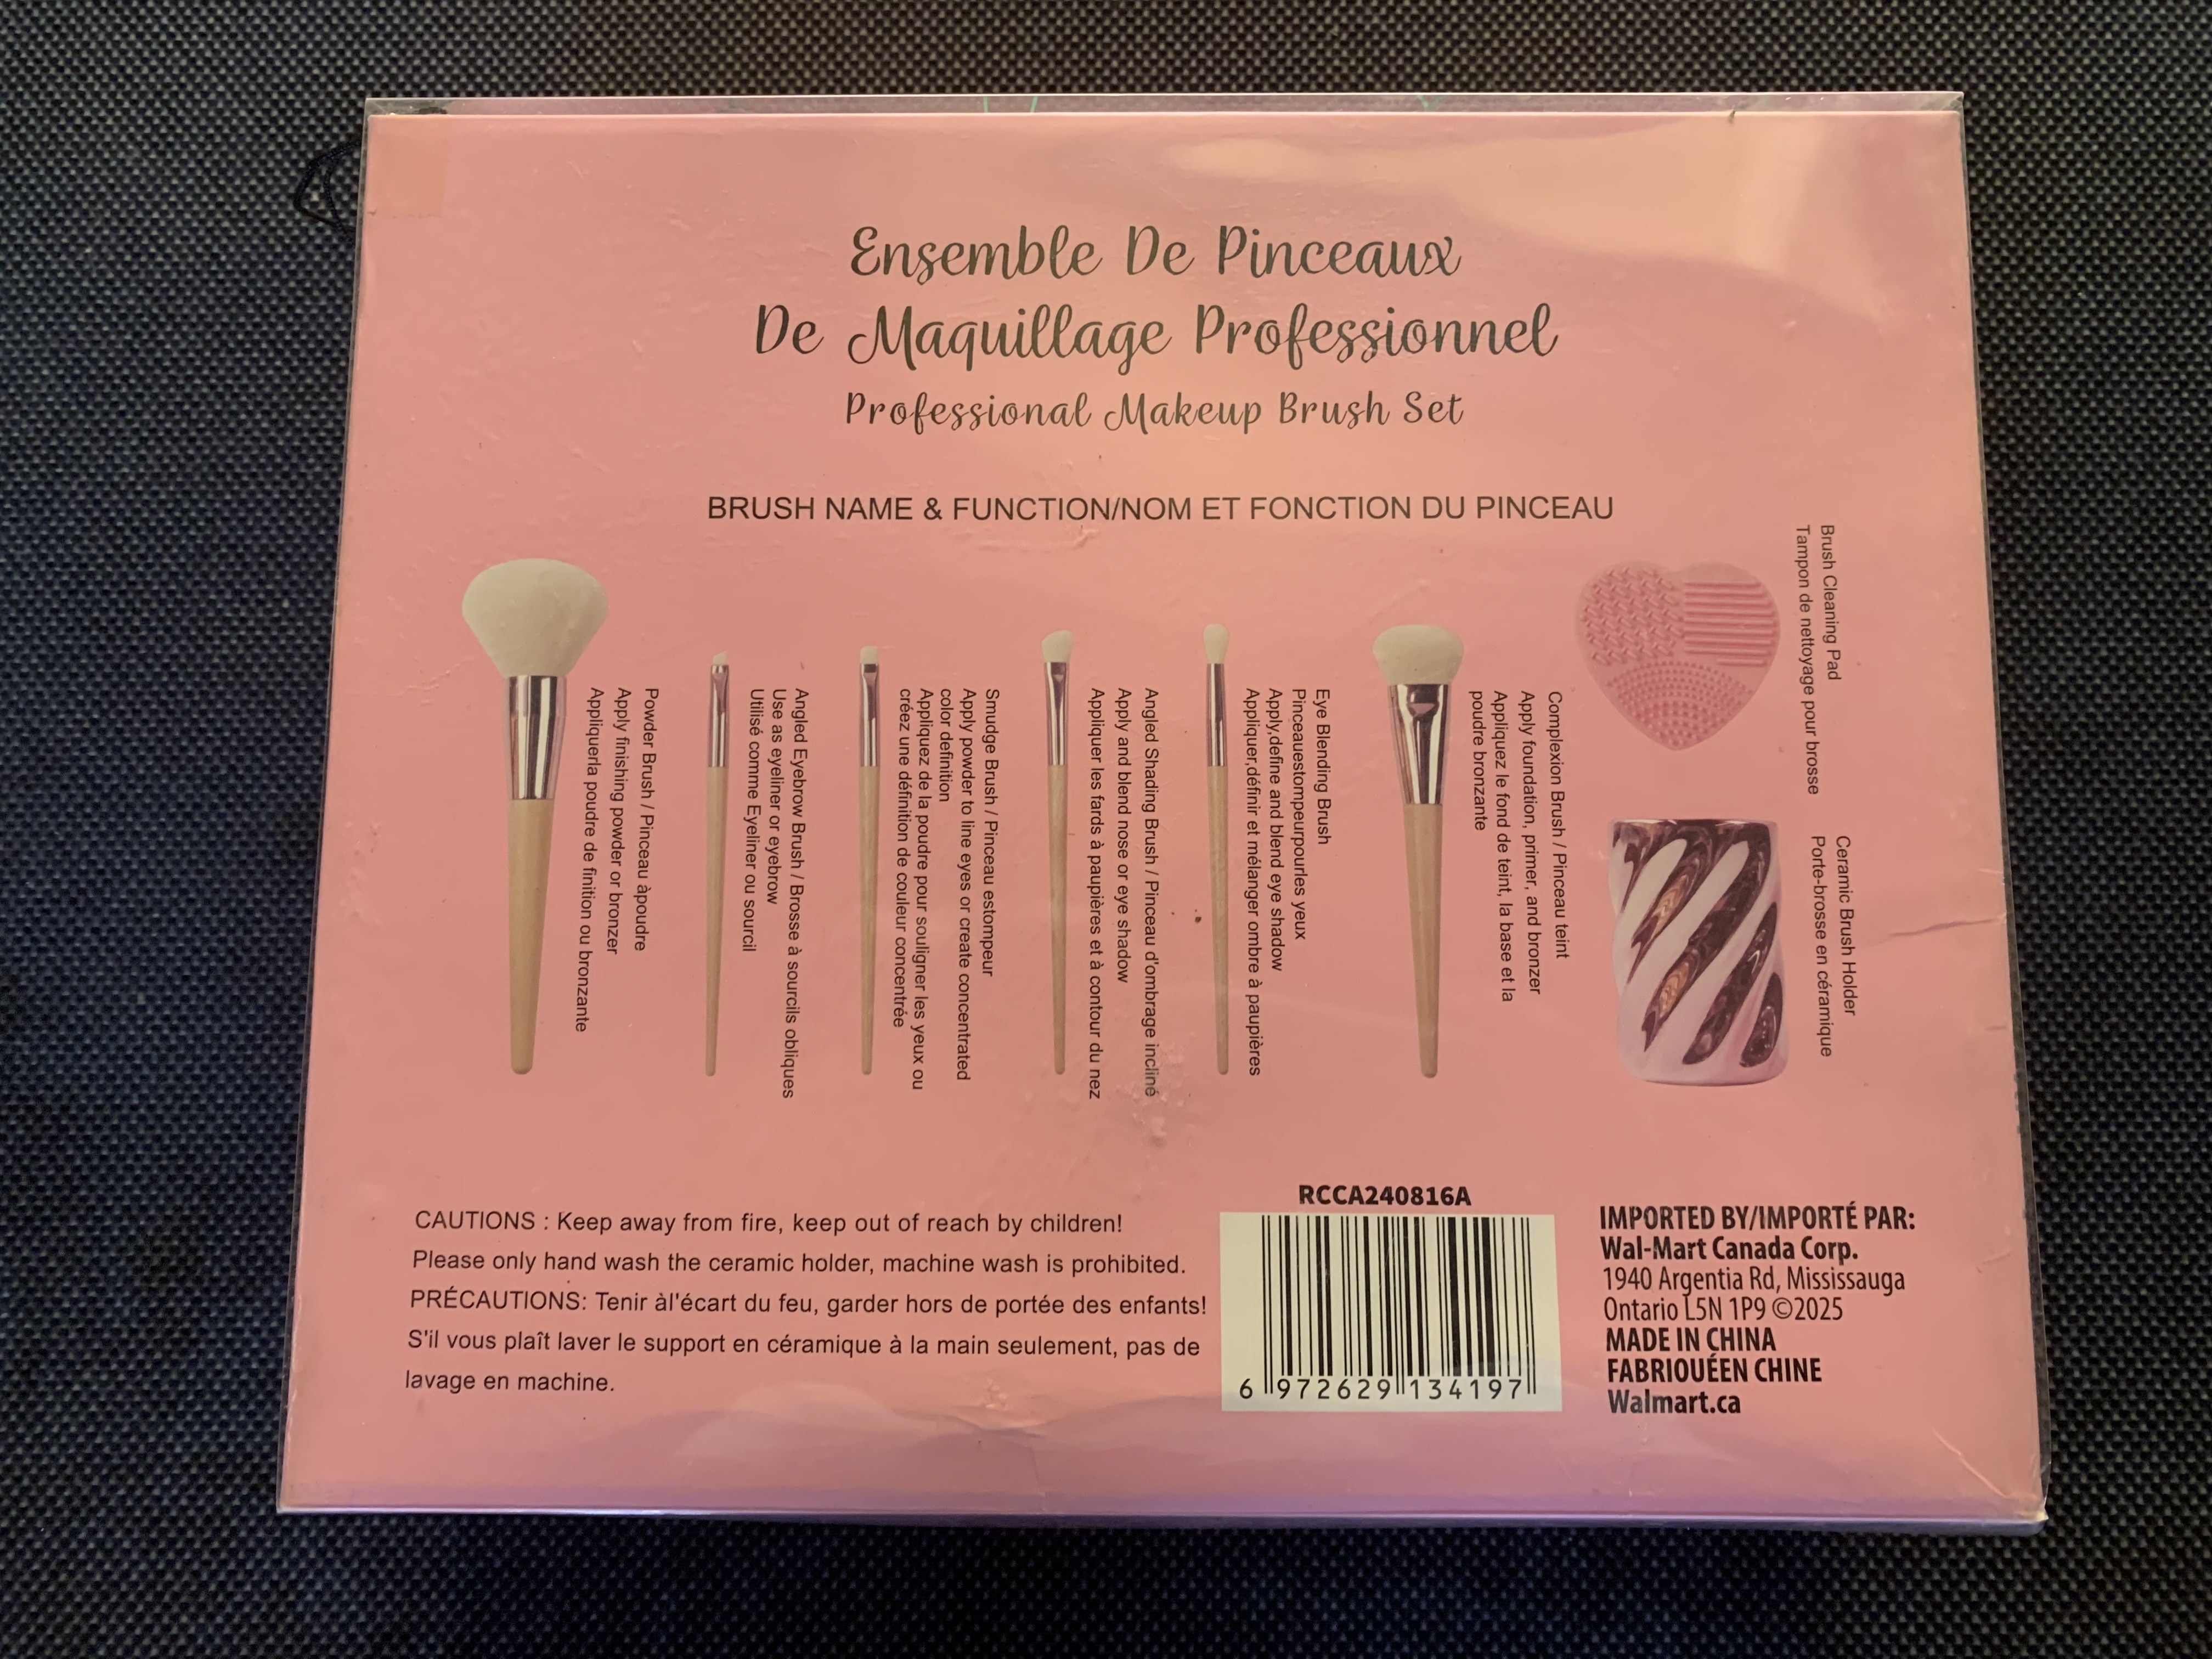 Ensemble De Pinceaux
De Maquillage Professionnel
Professional Makeup Brush Set
BRUSH NAME & FUNCTION/NOM ET FONCTION DU PINCEAU
Powder Brush / Pinceau àpoudre
Apply finishing powder or bronzer
Appliquerla poudre de finition ou bronzante
Angled Eyebrow Brush / Brosse à sourcils obliques
Use as eyeliner or eyebrow
Utilisé comme Eyeliner ou sourcil
Smudge Brush / Pinceau estompeur
Apply powder to line eyes or create concentrated
color definition
Appliquez de la poudre pour souligner les yeux ou
créez une définition de couleur concentrée
Angled Shading Brush / Pinceau d'ombrage incliné
Apply and blend nose or eye shadow
Appliquer les fards à paupières et à contour du nez
Eye Blending Brush
Pinceauestompeurpourles yeux
Apply,define and blend eye shadow
Appliquer,définir et mélanger ombre à paupières
Complexion Brush / Pinceau teint
Apply foundation, primer, and bronzer
Appliquez le fond de teint, la base et la
poudre bronzante
Brush Cleaning Pad
Tampon de nettoyage pour brosse
Ceramic Brush Holder
Porte-brosse en céramique
CAUTIONS : Keep away from fire, keep out of reach by children!
Please only hand wash the ceramic holder, machine wash is prohibited.
PRÉCAUTIONS: Tenir àl'écart du feu, garder hors de portée des enfants!
S'il vous plaît laver le support en céramique à la main seulement, pas de
lavage en machine.
RCCA240816A
6 972629 134197
IMPORTED BY/IMPORTÉ PAR:
Wal-Mart Canada Corp.
1940 Argentia Rd, Mississauga
Ontario L5N 1P9 ©2025
MADE IN CHINA
FABRIOUÉEN CHINE
Walmart.ca